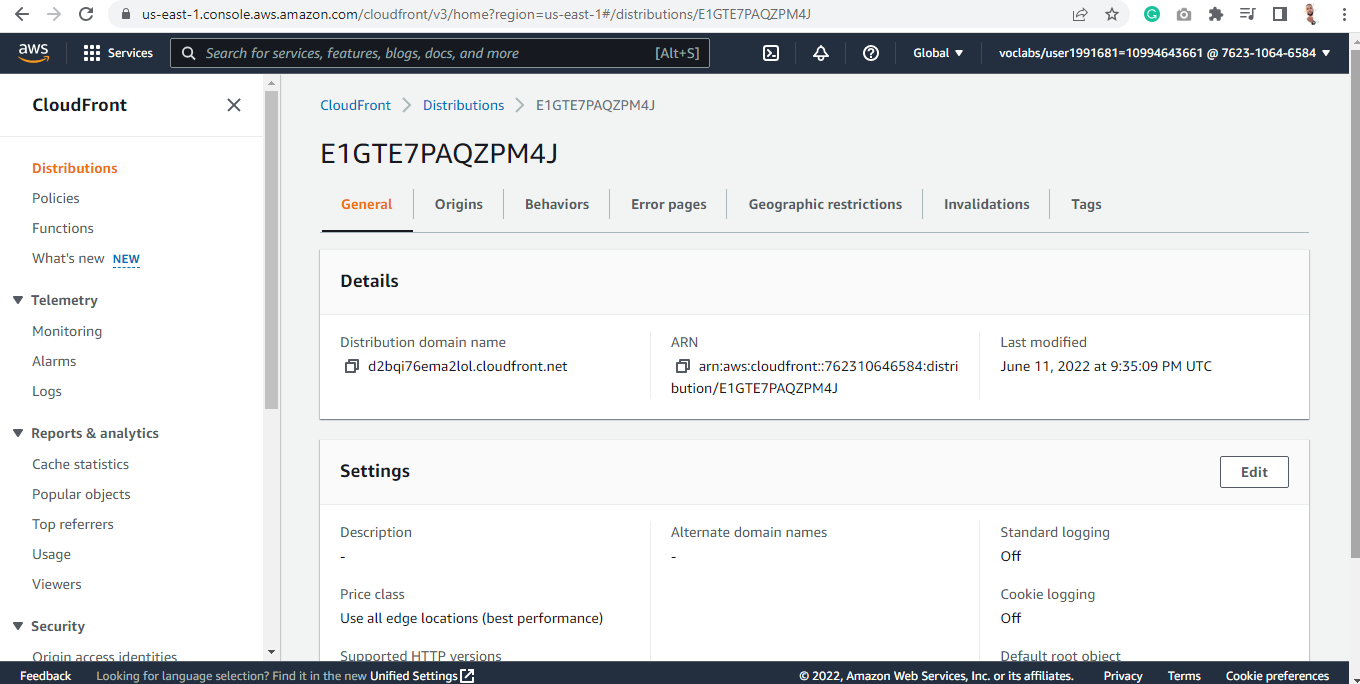 us-east-1.console.aws.amazon.com/cloudfront/v3/home?region=us-east-1#/distributions/E1GTE7PAQZPM4J
aws Services Search for services, features, blogs, docs, and more [Alt+S] Global voclabs/user1991681=10994643661 @ 7623-1064-6584
CloudFront
Distributions
Policies
Functions
What's new NEW
Telemetry
Monitoring
Alarms
Logs
Reports & analytics
Cache statistics
Popular objects
Top referrers
Usage
Viewers
Security
Origin access identities
CloudFront Distributions E1GTE7PAQZPM4J
E1GTE7PAQZPM4J
General Origins Behaviors Error pages Geographic restrictions Invalidations Tags
Details
Distribution domain name
d2bqi76ema2lol.cloudfront.net
ARN
arn:aws:cloudfront::762310646584:distri
bution/E1GTE7PAQZPM4J
Last modified
June 11, 2022 at 9:35:09 PM UTC
Settings
Edit
Description
-
Price class
Use all edge locations (best performance)
Supported HTTP versions
Alternate domain names
-
Standard logging
Off
Cookie logging
Off
Default root object
Feedback Looking for language selection? Find it in the new Unified Settings © 2022, Amazon Web Services, Inc. or its affiliates. Privacy Terms Cookie preferences